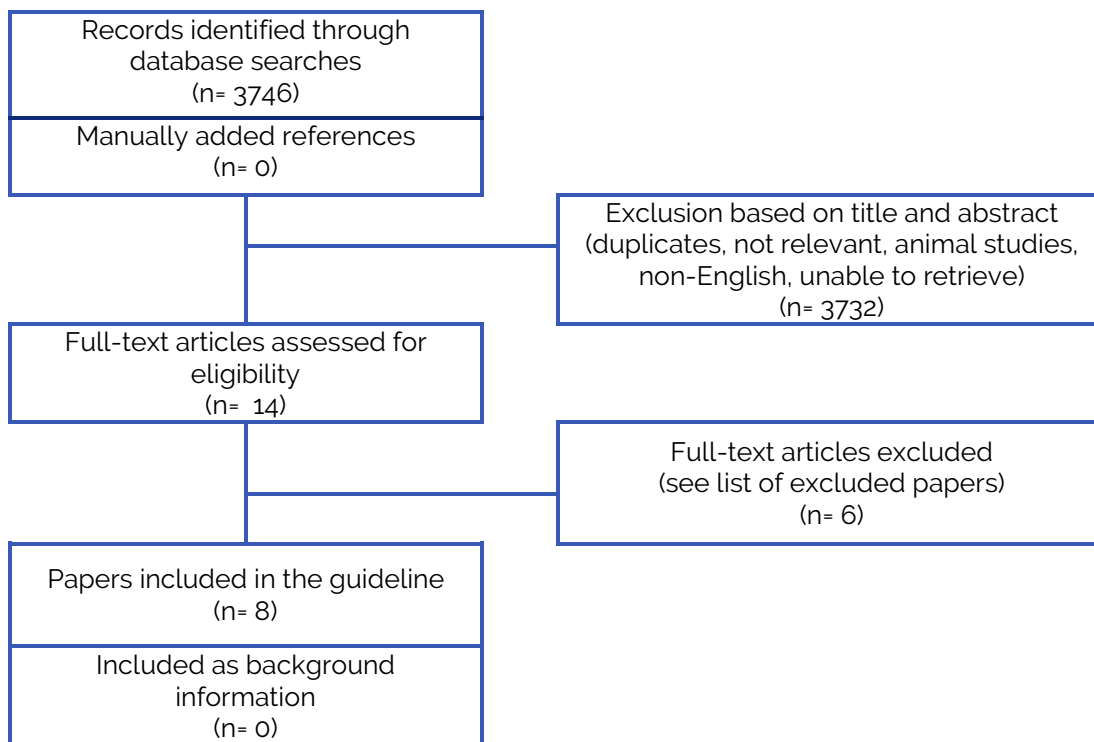 Records identified through
database searches
(n= 3746)
Manually added references
(n= 0)
Exclusion based on title and abstract
(duplicates, not relevant, animal studies,
non-English, unable to retrieve)
(n= 3732)
Full-text articles assessed for
eligibility
(n=  14)
Full-text articles excluded
(see list of excluded papers)
(n= 6)
Papers included in the guideline
(n= 8)
Included as background
information
(n= 0)